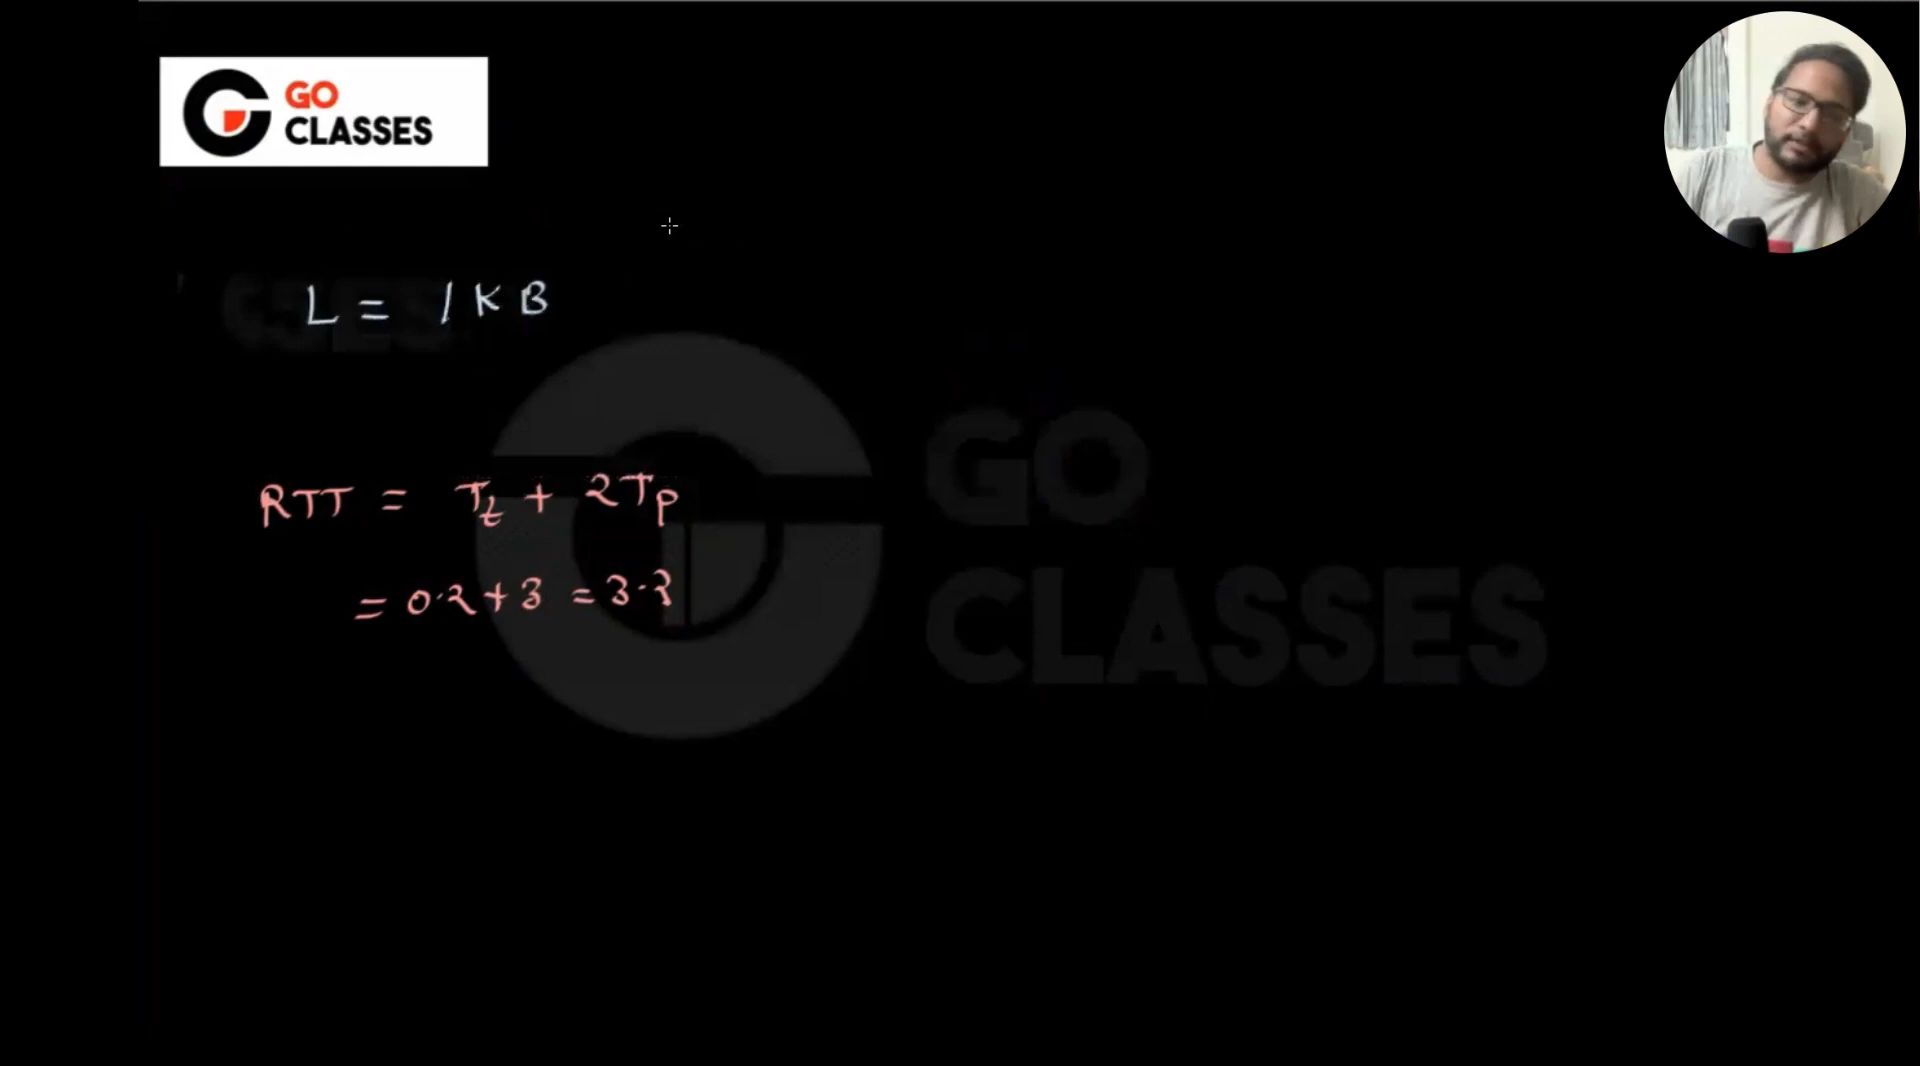 GO
CLASSES
L = 1 KB
GO
CLASSES
RTT = Tt + 2Tp
= 0.2 + 3 = 3.2